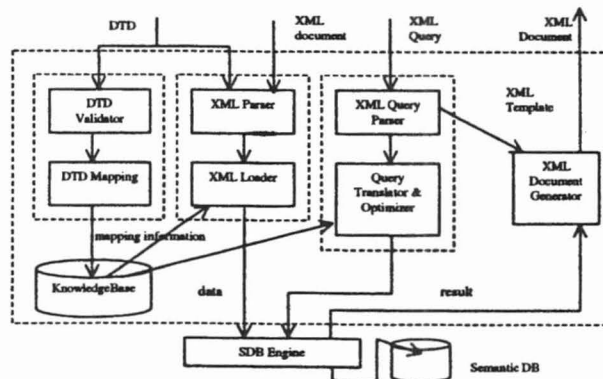 DTD
XML
document
XML
Query
XML
Document
DTD
Validator
XML Parser
XML Query
Parser
XML
Template
DTD Mapping
XML Loader
Query
Translator &
Optimizer
XML
Document
Generator
mapping information
KnowledgeBase
data
result
SDB Engine
Semantic DB